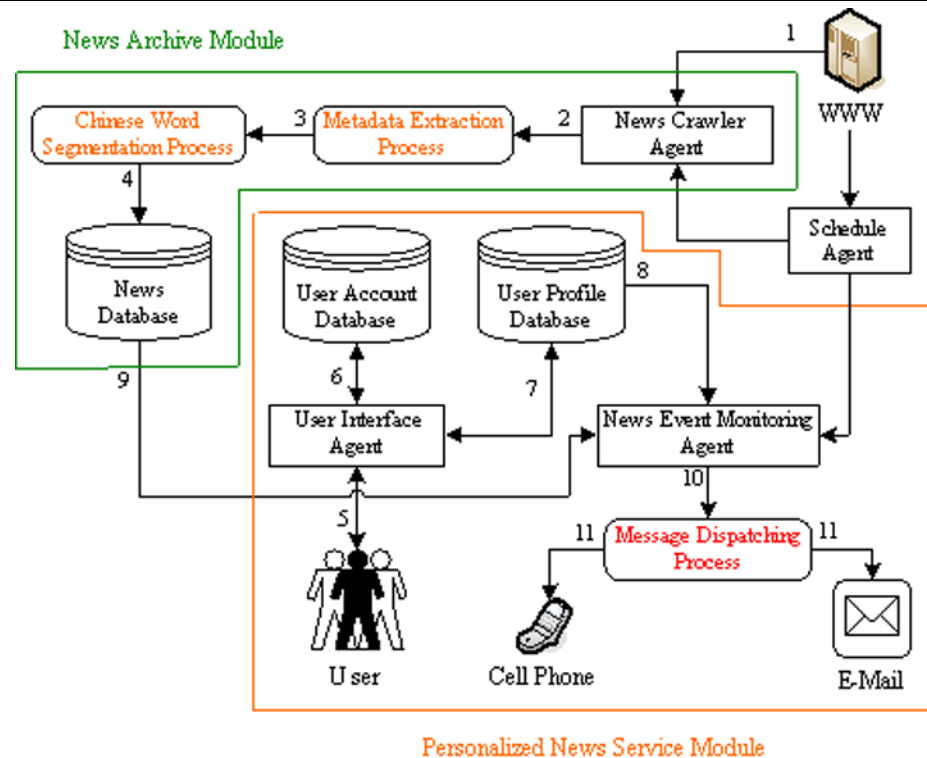 News Archive Module
1
WWW
Chinese Word
Segmentation Process
3
Metadata Extraction
Process
2
News Crawler
Agent
4
Schedule
Agent
News
Database
User Account
Database
User Profile
Database
8
9
6
7
User Interface
Agent
News Event Monitoring
Agent
10
5
11
Message Dispatching
Process
11
User
Cell Phone
E-Mail
Personalized News Service Module